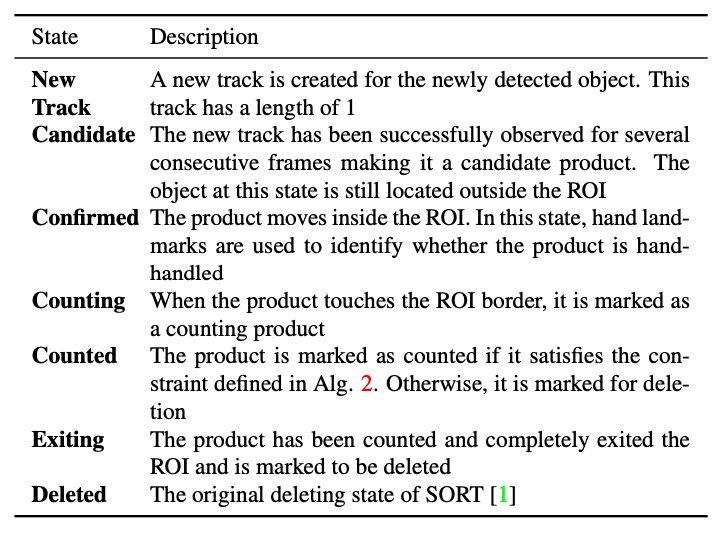 State Description
New A new track is created for the newly detected object. This
Track track has a length of 1
Candidate The new track has been successfully observed for several
consecutive frames making it a candidate product. The
object at this state is still located outside the ROI
Confirmed The product moves inside the ROI. In this state, hand land-
marks are used to identify whether the product is hand-
handled
Counting When the product touches the ROI border, it is marked as
a counting product
Counted The product is marked as counted if it satisfies the con-
straint defined in Alg. 2. Otherwise, it is marked for dele-
tion
Exiting The product has been counted and completely exited the
ROI and is marked to be deleted
Deleted The original deleting state of SORT [1]